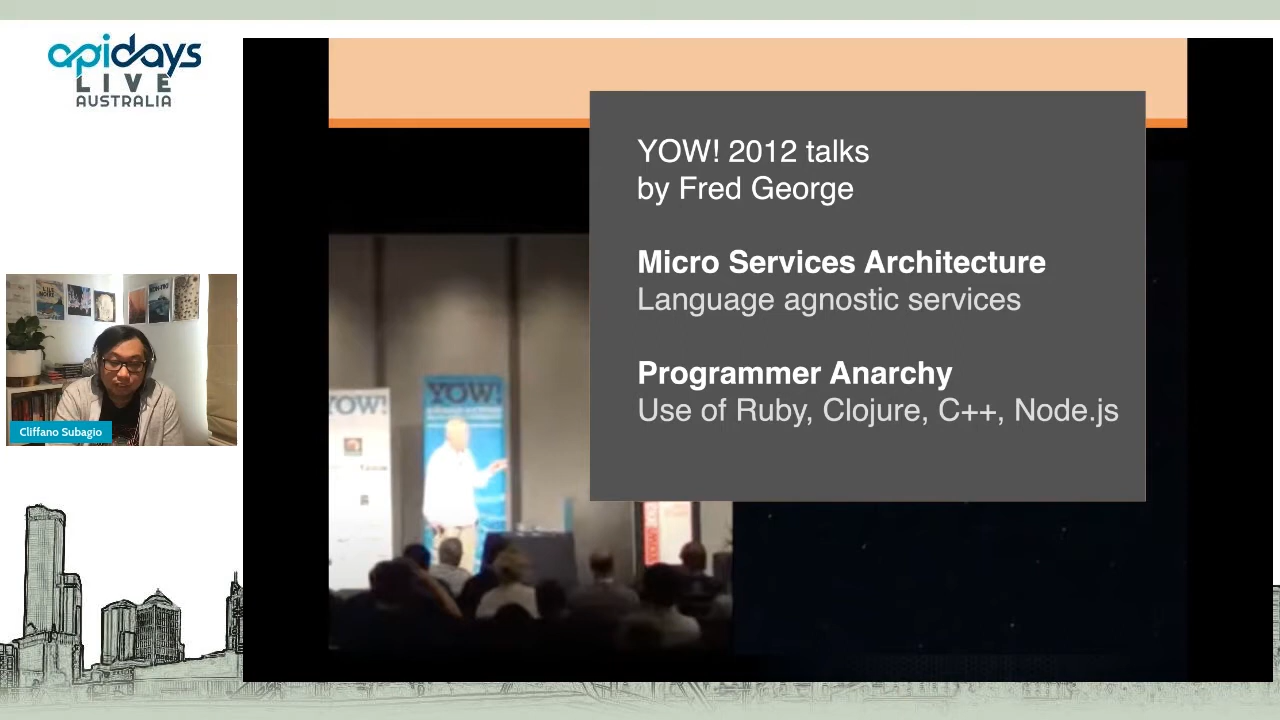 apidays
LIVE
AUSTRALIA
YOW! 2012 talks
by Fred George
Micro Services Architecture
Language agnostic services
Programmer Anarchy
Use of Ruby, Clojure, C++, Node.js
YOW!
YOW!
Cliffano Subagio